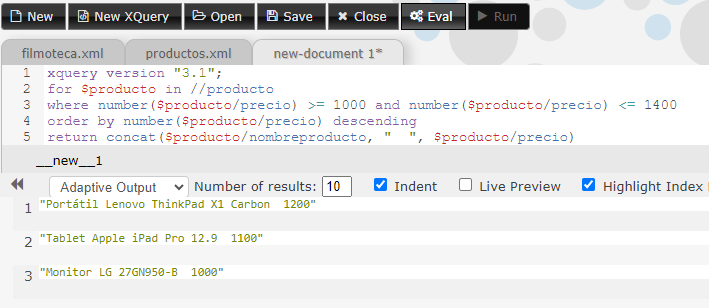 New New XQuery Open Save Close Eval Run
filmoteca.xml productos.xml new-document 1*
1 xquery version "3.1";
2 for $producto in //producto
3 where number($producto/precio) >= 1000 and number($producto/precio) <= 1400
4 order by number($producto/precio) descending
5 return concat($producto/nombreproducto, "  ", $producto/precio)
__new__1
Adaptive Output Number of results: 10 Indent Live Preview Highlight Index
1 "Portátil Lenovo ThinkPad X1 Carbon  1200"
2 "Tablet Apple iPad Pro 12.9  1100"
3 "Monitor LG 27GN950-B  1000"